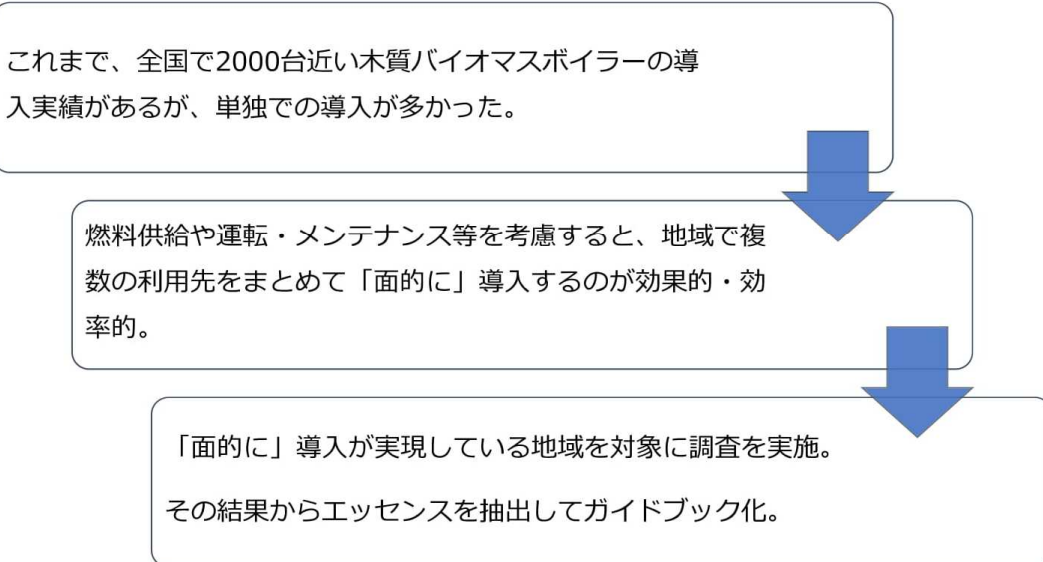 これまで、全国で2000台近い木質バイオマスボイラーの導
入実績があるが、単独での導入が多かった。
燃料供給や運転・メンテナンス等を考慮すると、地域で複
数の利用先をまとめて「面的に」導入するのが効果的・効
率的。
「面的に」導入が実現している地域を対象に調査を実施。
その結果からエッセンスを抽出してガイドブック化。